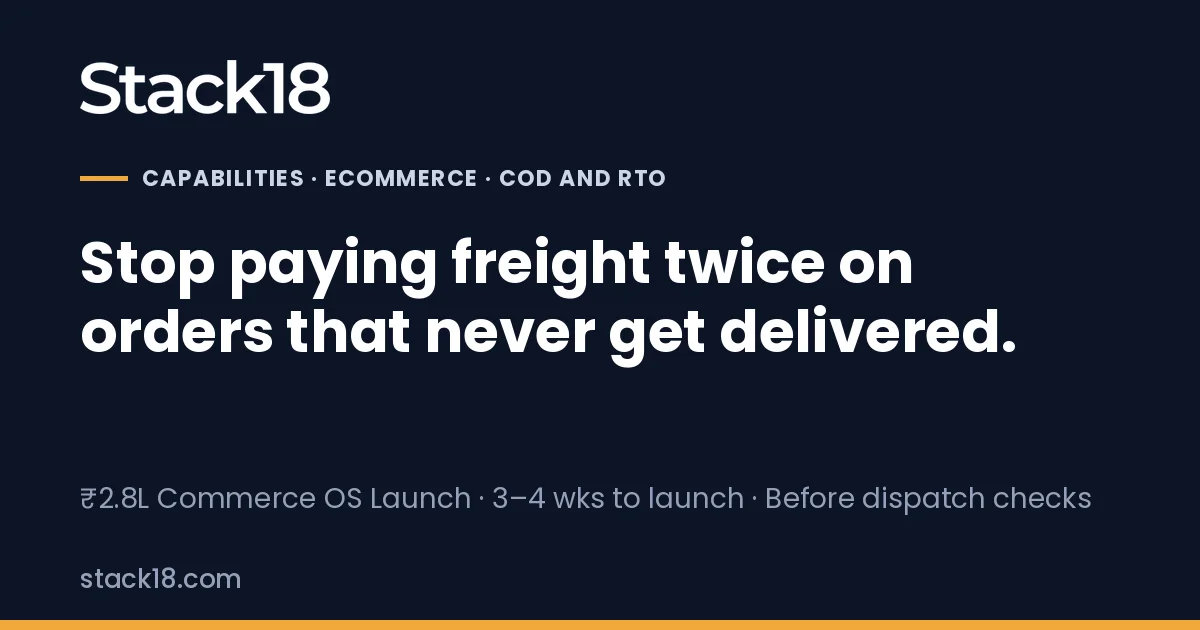 Stack18
CAPABILITIES · ECOMMERCE · COD AND RTO
Stop paying freight twice on
orders that never get delivered.
₹2.8L Commerce OS Launch · 3–4 wks to launch · Before dispatch checks
stack18.com